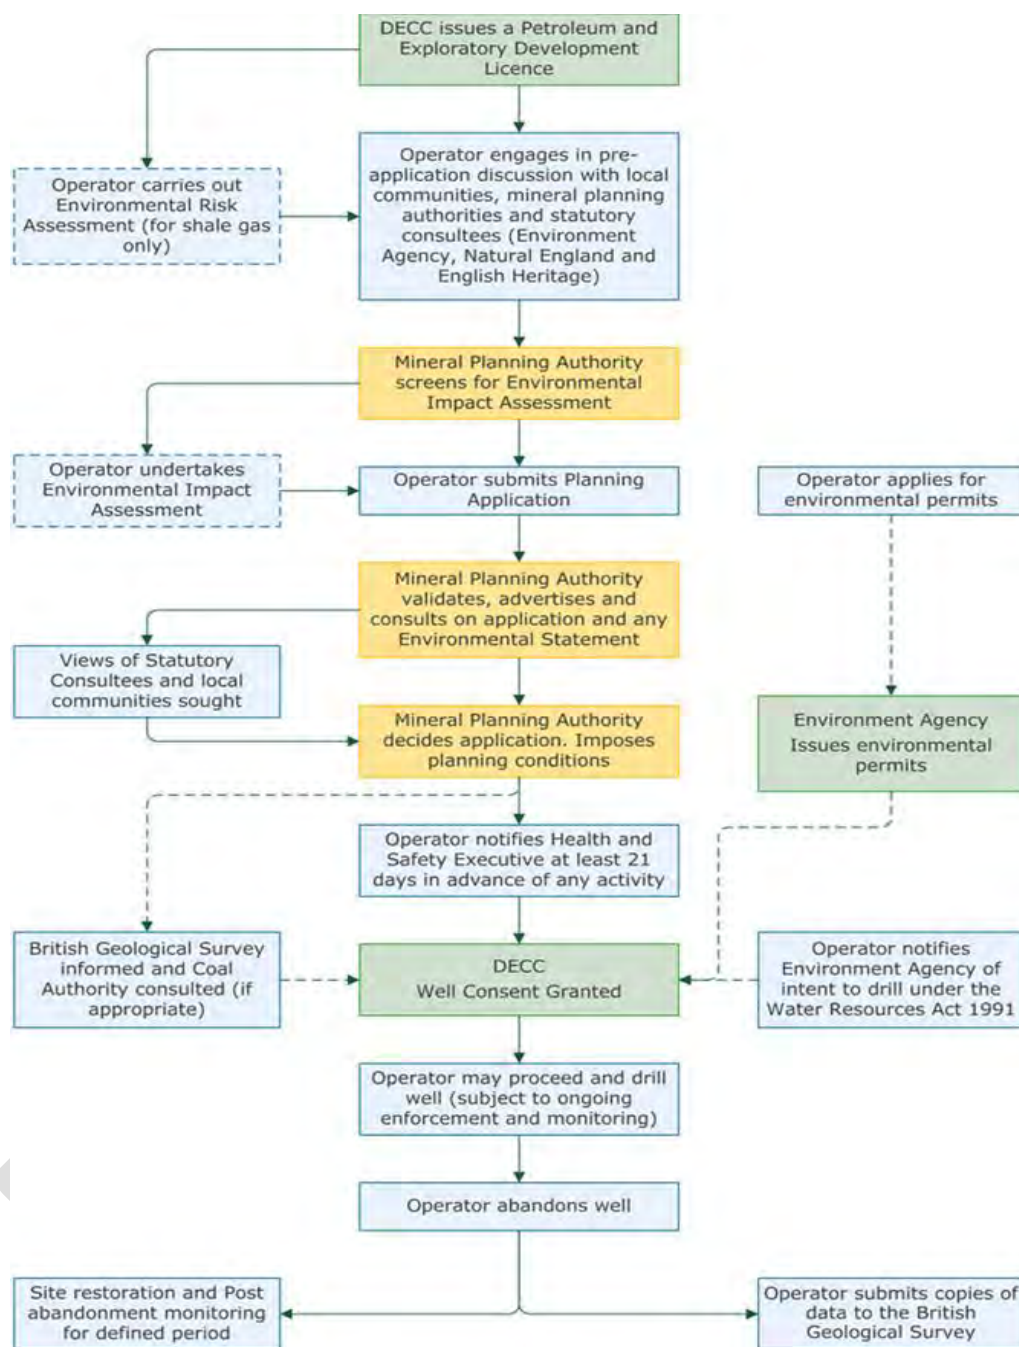 DECC issues a Petroleum and
Exploratory Development
Licence
Operator carries out
Environmental Risk
Assessment (for shale gas
only)
Operator engages in pre-
application discussion with local
communities, mineral planning
authorities and statutory
consultees (Environment
Agency, Natural England and
English Heritage)
Mineral Planning Authority
screens for Environmental
Impact Assessment
Operator undertakes
Environmental Impact
Assessment
Operator submits Planning
Application
Operator applies for
environmental permits
Mineral Planning Authority
validates, advertises and
consults on application and any
Environmental Statement
Views of Statutory
Consultees and local
communities sought
Mineral Planning Authority
decides application. Imposes
planning conditions
Environment Agency
Issues environmental
permits
Operator notifies Health and
Safety Executive at least 21
days in advance of any activity
British Geological Survey
informed and Coal
Authority consulted (if
appropriate)
DECC
Well Consent Granted
Operator notifies
Environment Agency of
intent to drill under the
Water Resources Act 1991
Operator may proceed and drill
well (subject to ongoing
enforcement and monitoring)
Operator abandons well
Site restoration and Post
abandonment monitoring
for defined period
Operator submits copies of
data to the British
Geological Survey